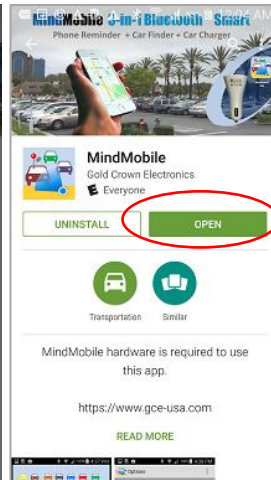 MindMobile 3-in-1 Bluetooth Smart
Phone Reminder + Car Finder + Car Charger
MindMobile
Gold Crown Electronics
E Everyone
UNINSTALL
OPEN
Transportation
Similar
MindMobile hardware is required to use
this app.
https://www.gce-usa.com
READ MORE
Options